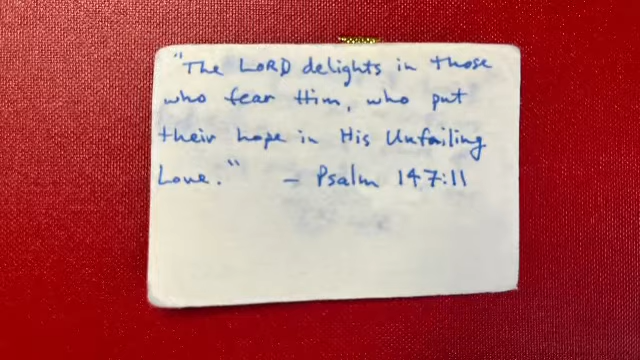 "The LORD delights in those
who fear Him, who put
their hope in His Unfailing
Love." – Psalm 147:11